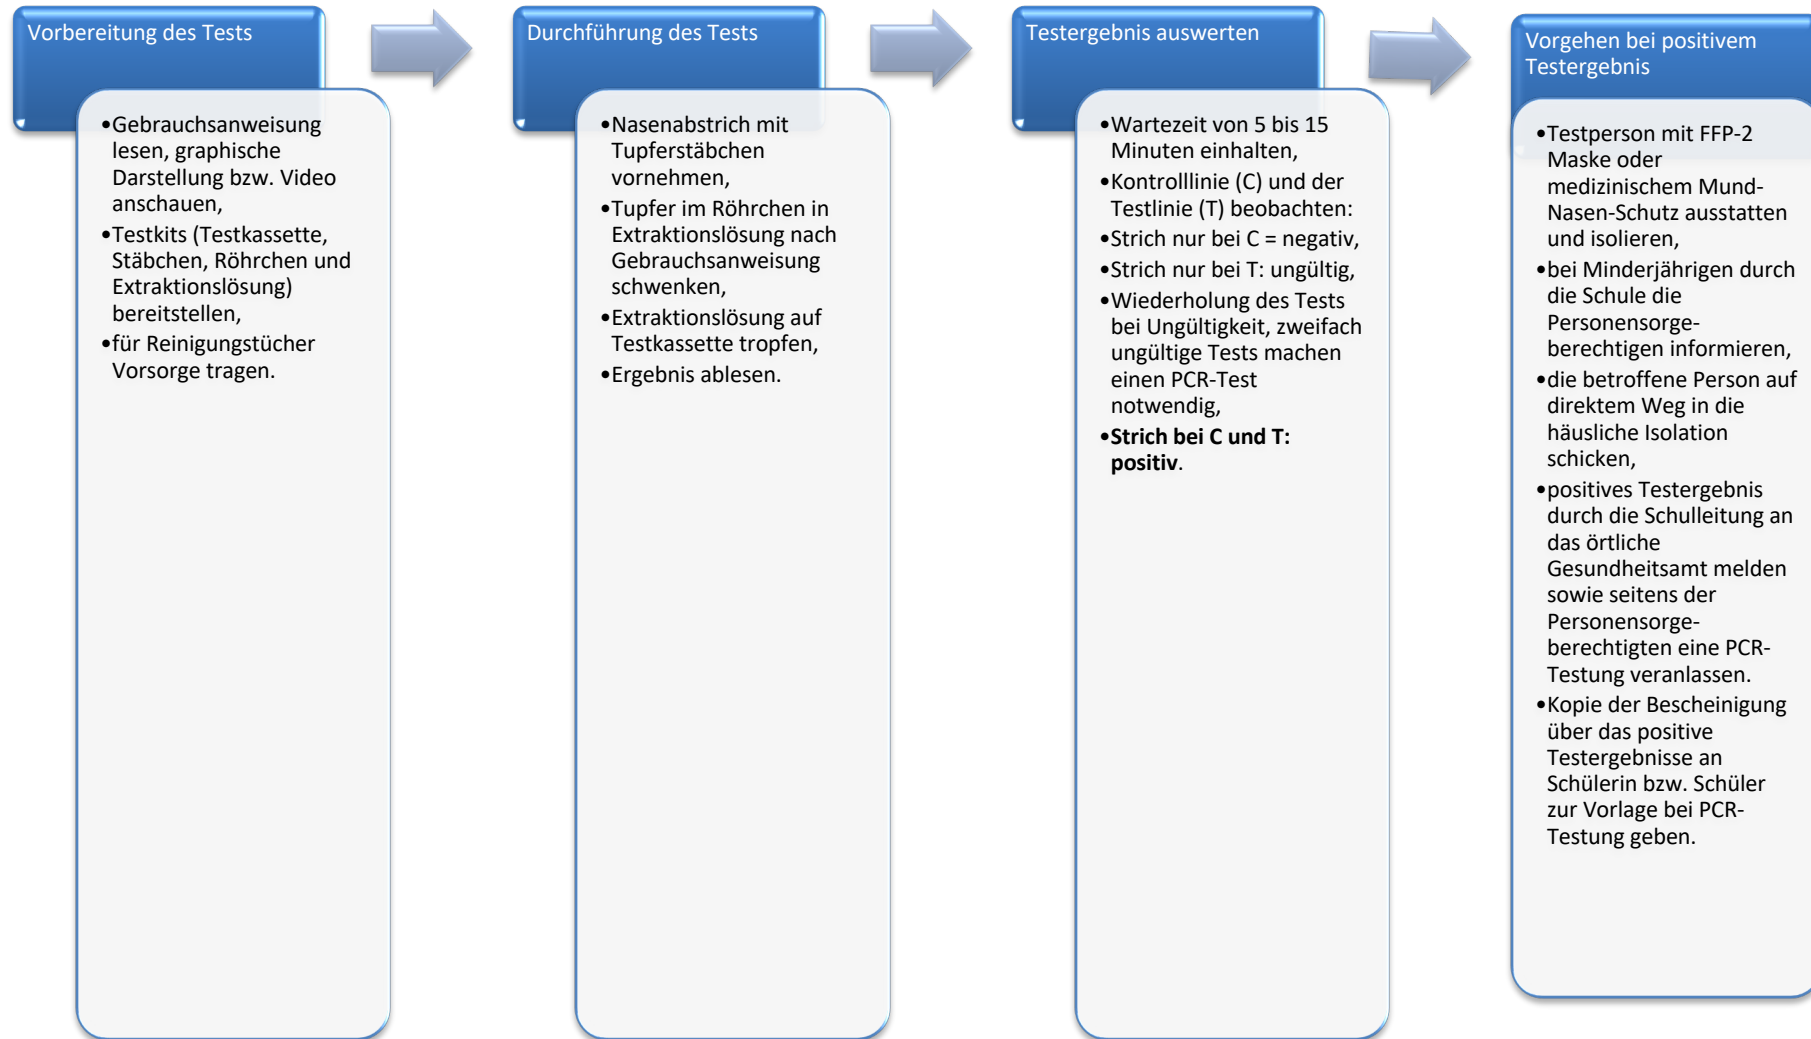 Vorbereitung des Tests
•Gebrauchsanweisung
lesen, graphische
Darstellung bzw. Video
anschauen,
•Testkits (Testkassette,
Stäbchen, Röhrchen und
Extraktionslösung)
bereitstellen,
•für Reinigungstücher
Vorsorge tragen.
Durchführung des Tests
•Nasenabstrich mit
Tupferstäbchen
vornehmen,
•Tupfer im Röhrchen in
Extraktionslösung nach
Gebrauchsanweisung
schwenken,
•Extraktionslösung auf
Testkassette tropfen,
•Ergebnis ablesen.
Testergebnis auswerten
•Wartezeit von 5 bis 15
Minuten einhalten,
•Kontrolllinie (C) und der
Testlinie (T) beobachten:
•Strich nur bei C = negativ,
•Strich nur bei T: ungültig,
•Wiederholung des Tests
bei Ungültigkeit, zweifach
ungültige Tests machen
einen PCR-Test
notwendig,
•Strich bei C und T:
positiv.
Vorgehen bei positivem
Testergebnis
•Testperson mit FFP-2
Maske oder
medizinischem Mund-
Nasen-Schutz ausstatten
und isolieren,
•bei Minderjährigen durch
die Schule die
Personensorge-
berechtigen informieren,
•die betroffene Person auf
direktem Weg in die
häusliche Isolation
schicken,
•positives Testergebnis
durch die Schulleitung an
das örtliche
Gesundheitsamt melden
sowie seitens der
Personensorge-
berechtigten eine PCR-
Testung veranlassen.
•Kopie der Bescheinigung
über das positive
Testergebnisse an
Schülerin bzw. Schüler
zur Vorlage bei PCR-
Testung geben.